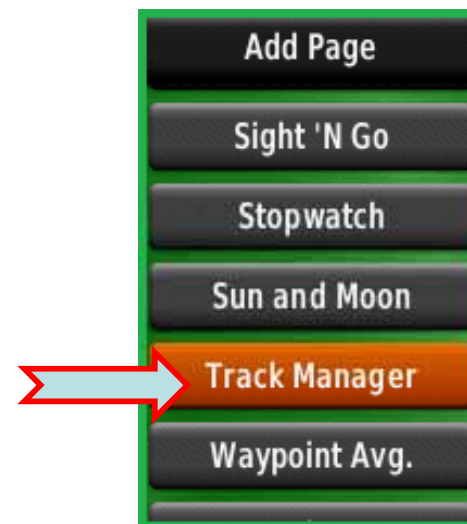 Add Page
Sight 'N Go
Stopwatch
Sun and Moon
Track Manager
Waypoint Avg.